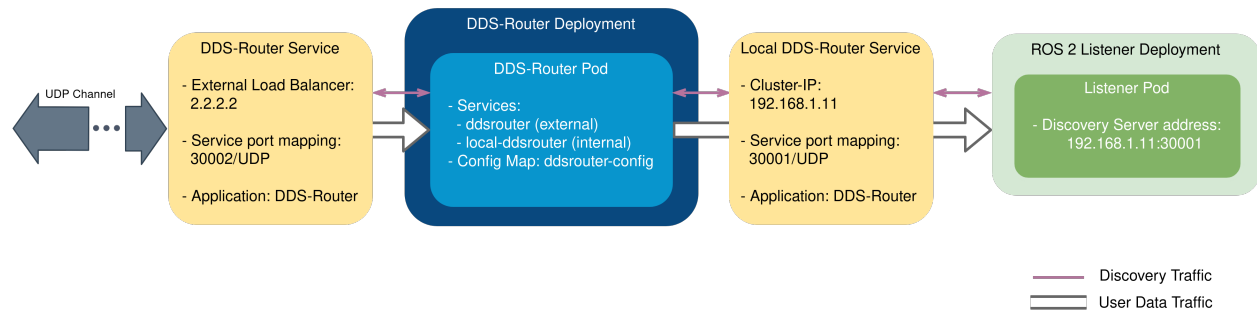 UDP Channel
DDS-Router Service
- External Load Balancer:
2.2.2.2
- Service port mapping:
30002/UDP
- Application: DDS-Router
DDS-Router Deployment
DDS-Router Pod
- Services:
- ddsrouter (external)
- local-ddsrouter (internal)
- Config Map: ddsrouter-config
Local DDS-Router Service
- Cluster-IP:
192.168.1.11
- Service port mapping:
30001/UDP
- Application: DDS-Router
ROS 2 Listener Deployment
Listener Pod
- Discovery Server address:
192.168.1.11:30001
Discovery Traffic
User Data Traffic